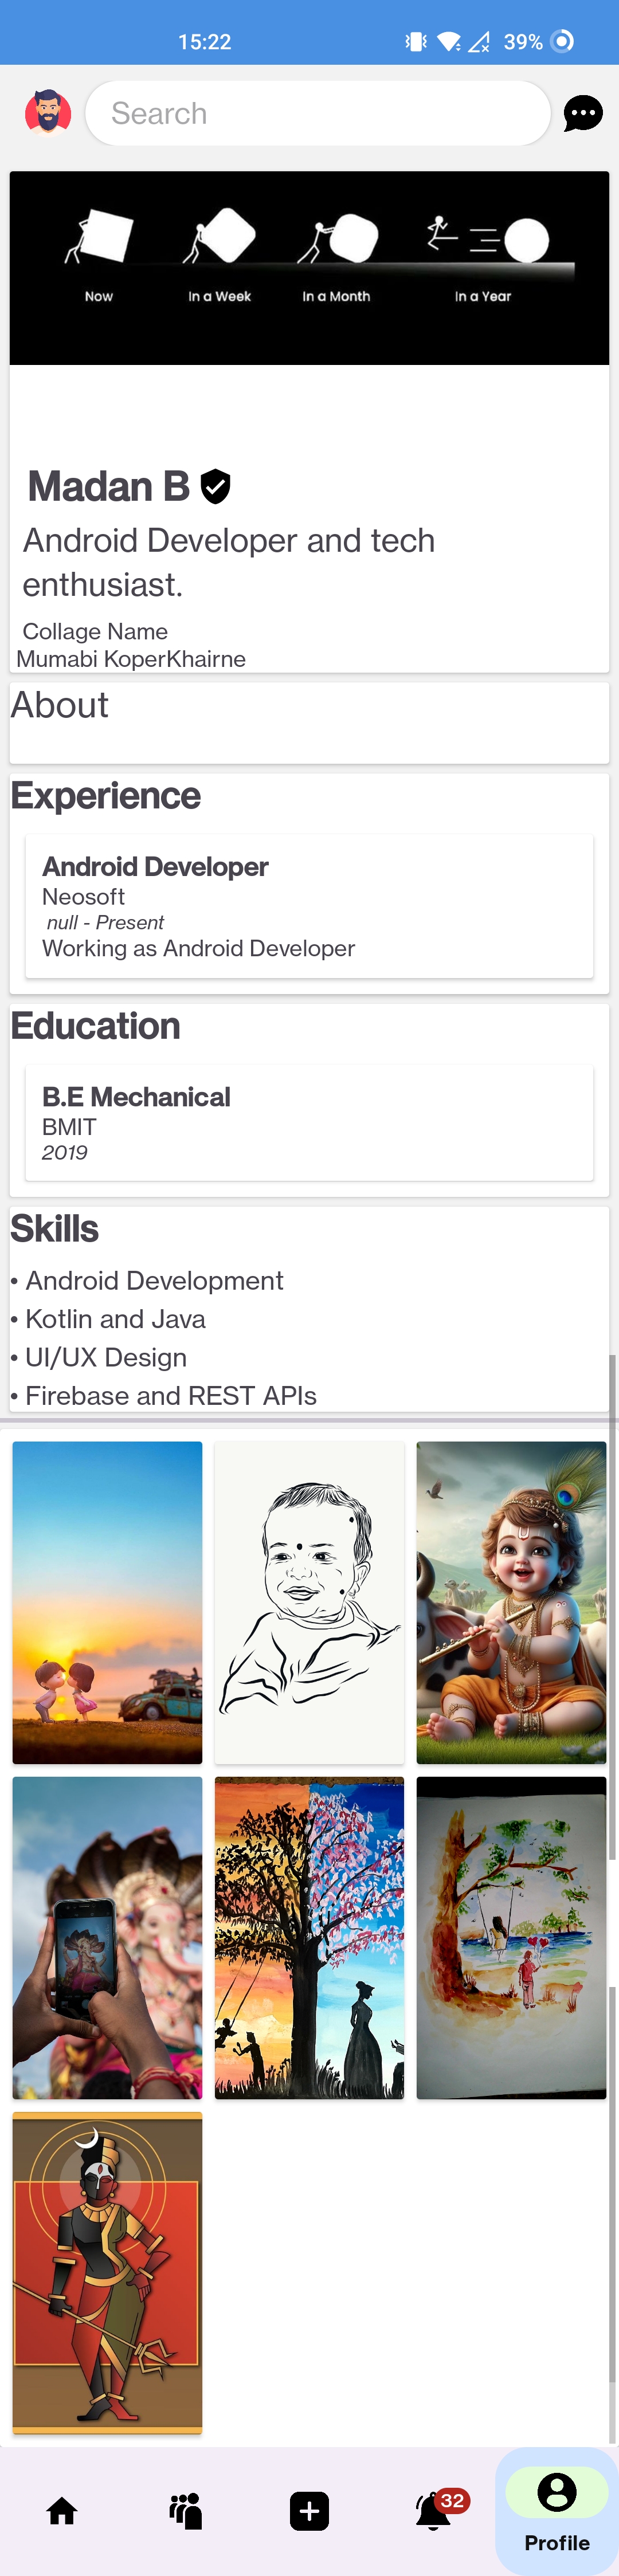 15:22
39%
Search
Now
In a Week
In a Month
In a Year
Madan B
Android Developer and tech
enthusiast.
Collage Name
Mumabi KoperKhairne
About
Experience
Android Developer
Neosoft
null - Present
Working as Android Developer
Education
B.E Mechanical
BMIT
2019
Skills
• Android Development
• Kotlin and Java
• UI/UX Design
• Firebase and REST APIs
32
Profile